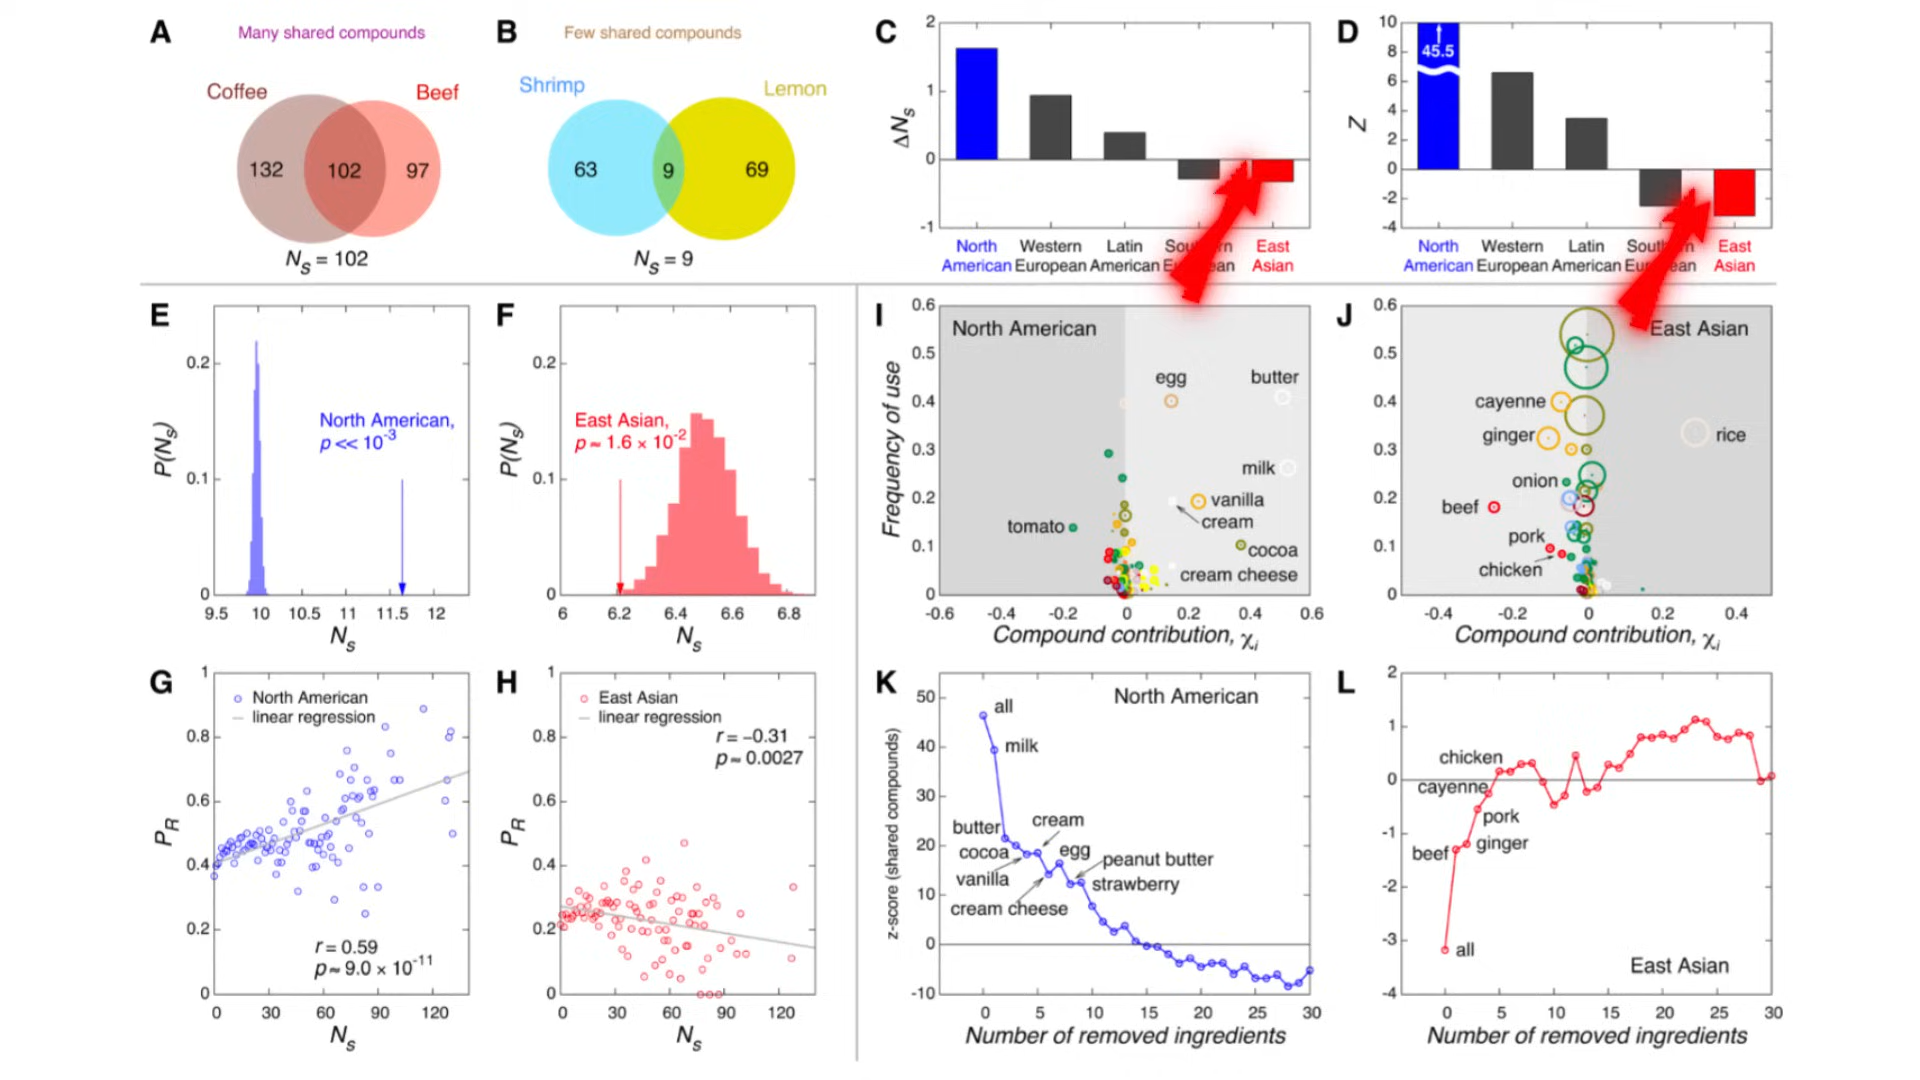 A
Many shared compounds
Coffee
Beef
132
102
97
Ns = 102
B
Few shared compounds
Shrimp
Lemon
63
9
69
Ns = 9
C
2
1
0
-1
ΔNs
North American
Western European
Latin American
East Asian
D
10
8
6
4
2
0
-2
-4
Z
45.5
North American
Western European
Latin American
East Asian
E
0.2
0.1
0
P(Ns)
North American,
p << 10⁻³
9.5 10 10.5 11 11.5 12
Ns
F
0.2
0.1
0
P(Ns)
East Asian,
p ≈ 1.6 × 10⁻²
6 6.2 6.4 6.6 6.8
Ns
G
1
0.8
0.6
0.4
0.2
0
PR
North American
linear regression
r = 0.59
p ≈ 9.0 × 10⁻¹¹
0 30 60 90 120
Ns
H
1
0.8
0.6
0.4
0.2
0
PR
East Asian
linear regression
r = −0.31
p ≈ 0.0027
0 30 60 90 120
Ns
I
0.6
0.5
0.4
0.3
0.2
0.1
0
Frequency of use
North American
egg
butter
milk
vanilla
cream
tomato
cocoa
cream cheese
-0.6 -0.4 -0.2 0 0.2 0.4 0.6
Compound contribution, χi
J
0.6
0.5
0.4
0.3
0.2
0.1
0
East Asian
cayenne
ginger
rice
onion
beef
pork
chicken
-0.4 -0.2 0 0.2 0.4
Compound contribution, χi
K
50
40
30
20
10
0
-10
z-score (shared compounds)
North American
all
milk
butter
cream
cocoa
egg
peanut butter
vanilla
strawberry
cream cheese
0 5 10 15 20 25 30
Number of removed ingredients
L
2
1
0
-1
-2
-3
-4
chicken
cayenne
pork
ginger
beef
all
East Asian
0 5 10 15 20 25 30
Number of removed ingredients